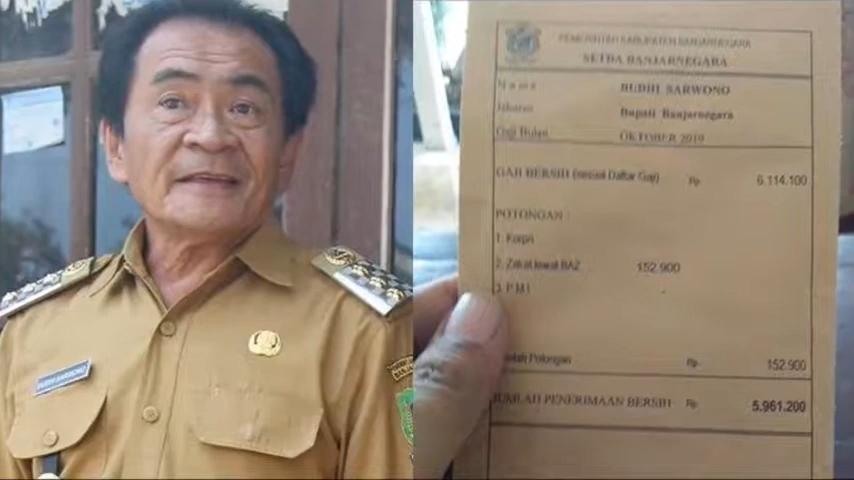 BUDHI SARWONO
PEMERINTAH KABUPATEN BANJARNEGARA
SETDA BANJARNEGARA
Nama BUDHI SARWONO
Jabatan Bupati Banjarnegara
Gaji Bulan OKTOBER 2019
GAJI BERSIH (sesuai Daftar Gaji) Rp 6.114.100
POTONGAN :
1. Korpri
2. Zakat lewat BAZ 152.900
3. P.M.I -
Jumlah Potongan Rp 152.900
JUMLAH PENERIMAAN BERSIH Rp 5.961.200